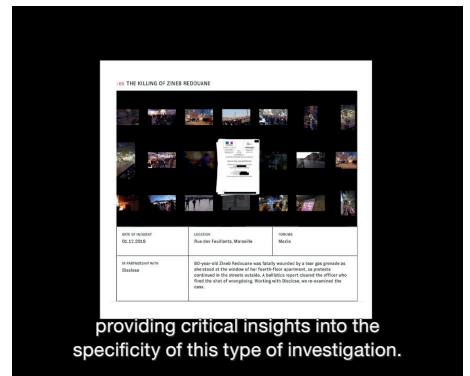 THE KILLING OF ZINEB REDOUANE
DATE OF INCIDENT
01.12.2018
LOCATION
Rue des Feuillants, Marseille
FORUMS
Media
IN PARTNERSHIP WITH
Disclose
80-year-old Zineb Redouane was fatally wounded by a tear gas grenade as
she stood at the window of her fourth-floor apartment, as protests
continued in the streets outside. A ballistics report cleared the officer who
fired the shot of wrongdoing. Working with Disclose, we re-examined the
case.
providing critical insights into the
specificity of this type of investigation.